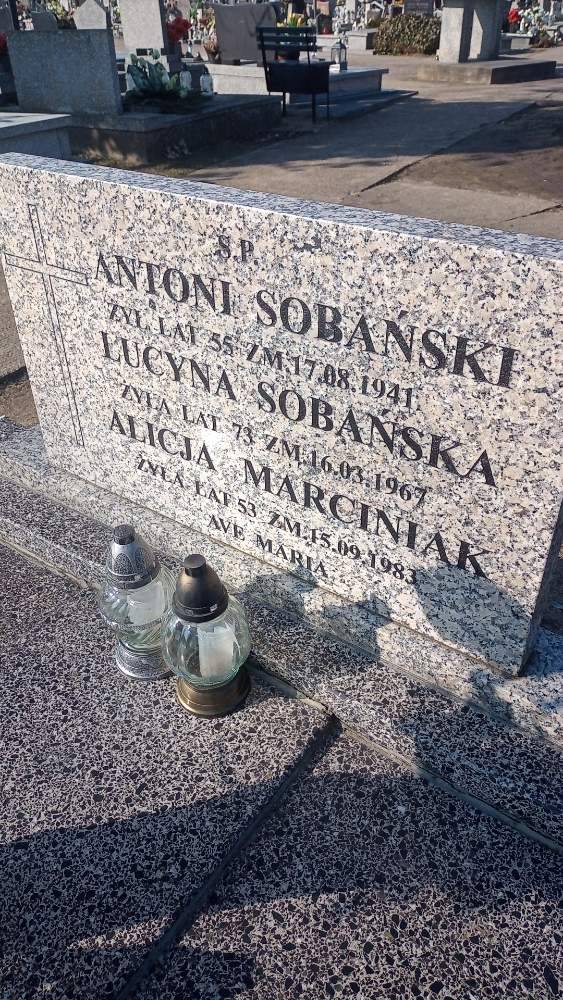 Ś.P.
ANTONI SOBAŃSKI
ŻYŁ LAT 55 ZM.17.08.1941
LUCYNA SOBAŃSKA
ŻYŁA LAT 73 ZM.16.03.1967
ALICJA MARCINIAK
ŻYŁA LAT 53 ZM.15.09.1983
AVE MARIA